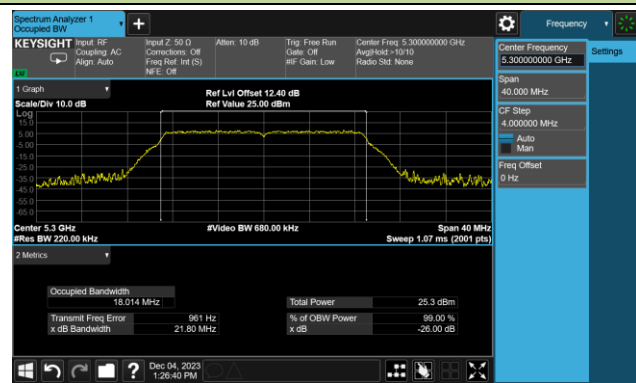 Spectrum Analyzer 1
Occupied BW
Frequency
KEYSIGHT
Input: RF
Coupling: AC
Align: Auto
Input Z: 50 Ω
Corrections: Off
Freq Ref: Int (S)
NFE: Off
Atten: 10 dB
Trig: Free Run
Gate: Off
#IF Gain: Low
Center Freq: 5.300000000 GHz
Avg|Hold:>10/10
Radio Std: None
Center Frequency
5.300000000 GHz
Settings
Span
40.000 MHz
CF Step
4.000000 MHz
Auto
Man
Freq Offset
0 Hz
1 Graph
Scale/Div 10.0 dB
Ref Lvl Offset 12.40 dB
Ref Value 25.00 dBm
Log
15.0
5.00
-5.00
-15.0
-25.0
-35.0
-45.0
-55.0
-65.0
Center 5.3 GHz
#Res BW 220.00 kHz
#Video BW 680.00 kHz
Span 40 MHz
Sweep 1.07 ms (2001 pts)
2 Metrics
Occupied Bandwidth
18.014 MHz
Transmit Freq Error 961 Hz
x dB Bandwidth 21.80 MHz
Total Power 25.3 dBm
% of OBW Power 99.00 %
x dB -26.00 dB
Dec 04, 2023
1:26:40 PM